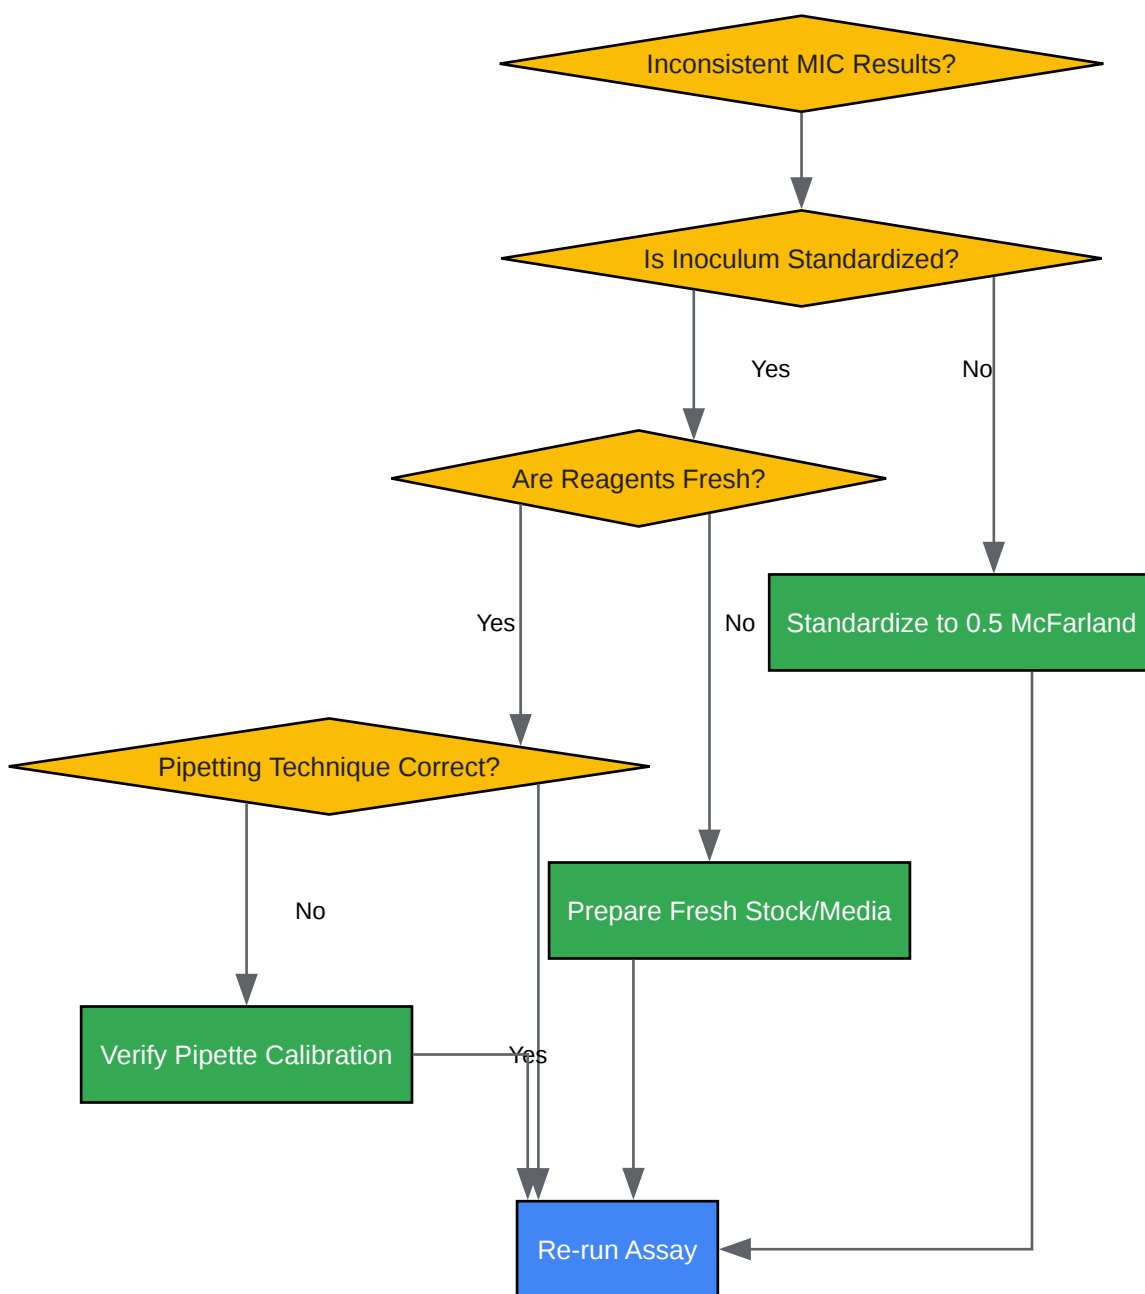 Inconsistent MIC Results?
Is Inoculum Standardized?
Yes
No
Are Reagents Fresh?
Yes
No
Standardize to 0.5 McFarland
Pipetting Technique Correct?
No
Prepare Fresh Stock/Media
Verify Pipette Calibration
Yes
Re-run Assay